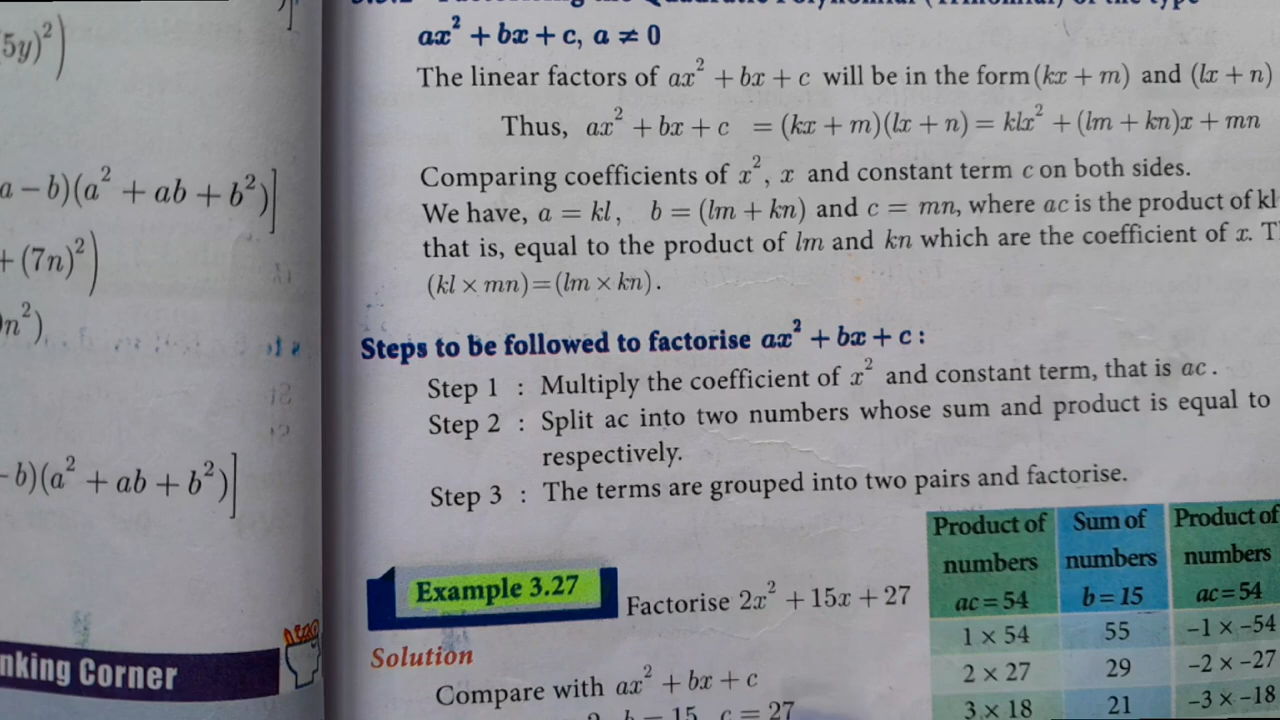 5y)²)
a − b)(a² + ab + b²)]
+ (7n)²)
n²)
− b)(a² + ab + b²)]
nking Corner
ax² + bx + c, a ≠ 0
The linear factors of ax² + bx + c will be in the form (kx + m) and (lx + n)
Thus, ax² + bx + c = (kx + m)(lx + n) = klx² + (lm + kn)x + mn
Comparing coefficients of x², x and constant term c on both sides.
We have, a = kl, b = (lm + kn) and c = mn, where ac is the product of kl
that is, equal to the product of lm and kn which are the coefficient of x. T
(kl × mn) = (lm × kn).
Steps to be followed to factorise ax² + bx + c :
Step 1 : Multiply the coefficient of x² and constant term, that is ac.
Step 2 : Split ac into two numbers whose sum and product is equal to
respectively.
Step 3 : The terms are grouped into two pairs and factorise.
Example 3.27
Factorise 2x² + 15x + 27
Solution
Compare with ax² + bx + c
15, c = 27
Product of numbers ac = 54 Sum of numbers b = 15 Product of numbers ac = 54
1 × 54 55 −1 × −54
2 × 27 29 −2 × −27
3 × 18 21 −3 × −18